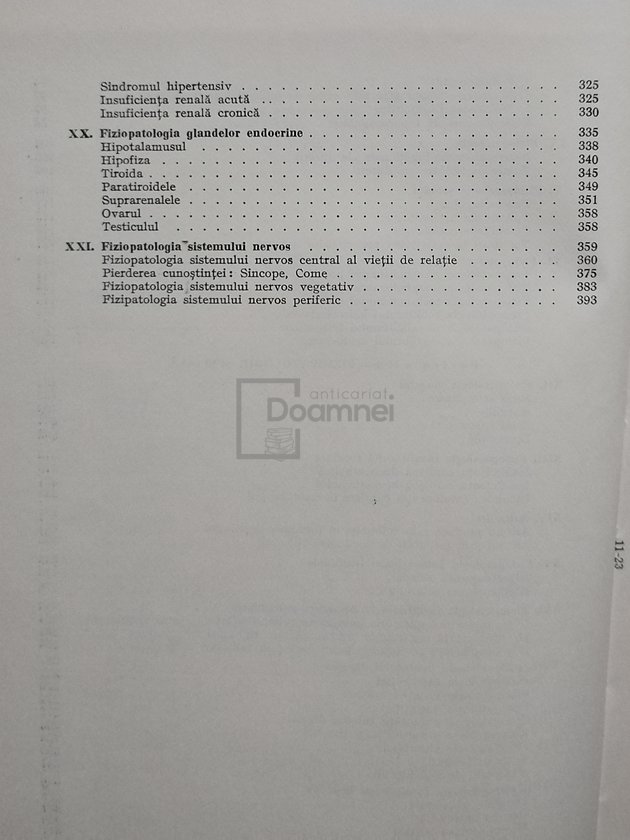 Sindromul hipertensiv . . . . . . . . . . . . . . . . . . . . . . . . 325
Insuficiența renală acută . . . . . . . . . . . . . . . . . . . . . . . 325
Insuficiența renală cronică . . . . . . . . . . . . . . . . . . . . . . 330
XX. Fiziopatologia glandelor endocrine . . . . . . . . . . . . . . . . . . . 335
Hipotalamusul . . . . . . . . . . . . . . . . . . . . . . . . . . . 338
Hipofiza . . . . . . . . . . . . . . . . . . . . . . . . . . . . . . 340
Tiroida . . . . . . . . . . . . . . . . . . . . . . . . . . . . . . . 345
Paratiroidele . . . . . . . . . . . . . . . . . . . . . . . . . . . . 349
Suprarenalele . . . . . . . . . . . . . . . . . . . . . . . . . . . . 351
Ovarul . . . . . . . . . . . . . . . . . . . . . . . . . . . . . . . 358
Testiculul . . . . . . . . . . . . . . . . . . . . . . . . . . . . . 358
XXI. Fiziopatologia sistemului nervos . . . . . . . . . . . . . . . . . . . 359
Fiziopatologia sistemului nervos central al vieții de relație . . . . . . . 360
Pierderea cunoștinței: Sincope, Come . . . . . . . . . . . . . . . . . 375
Fiziopatologia sistemului nervos vegetativ . . . . . . . . . . . . . . . 383
Fizipatologia sistemului nervos periferic . . . . . . . . . . . . . . . 393
anticariat
Doamnei
11-23